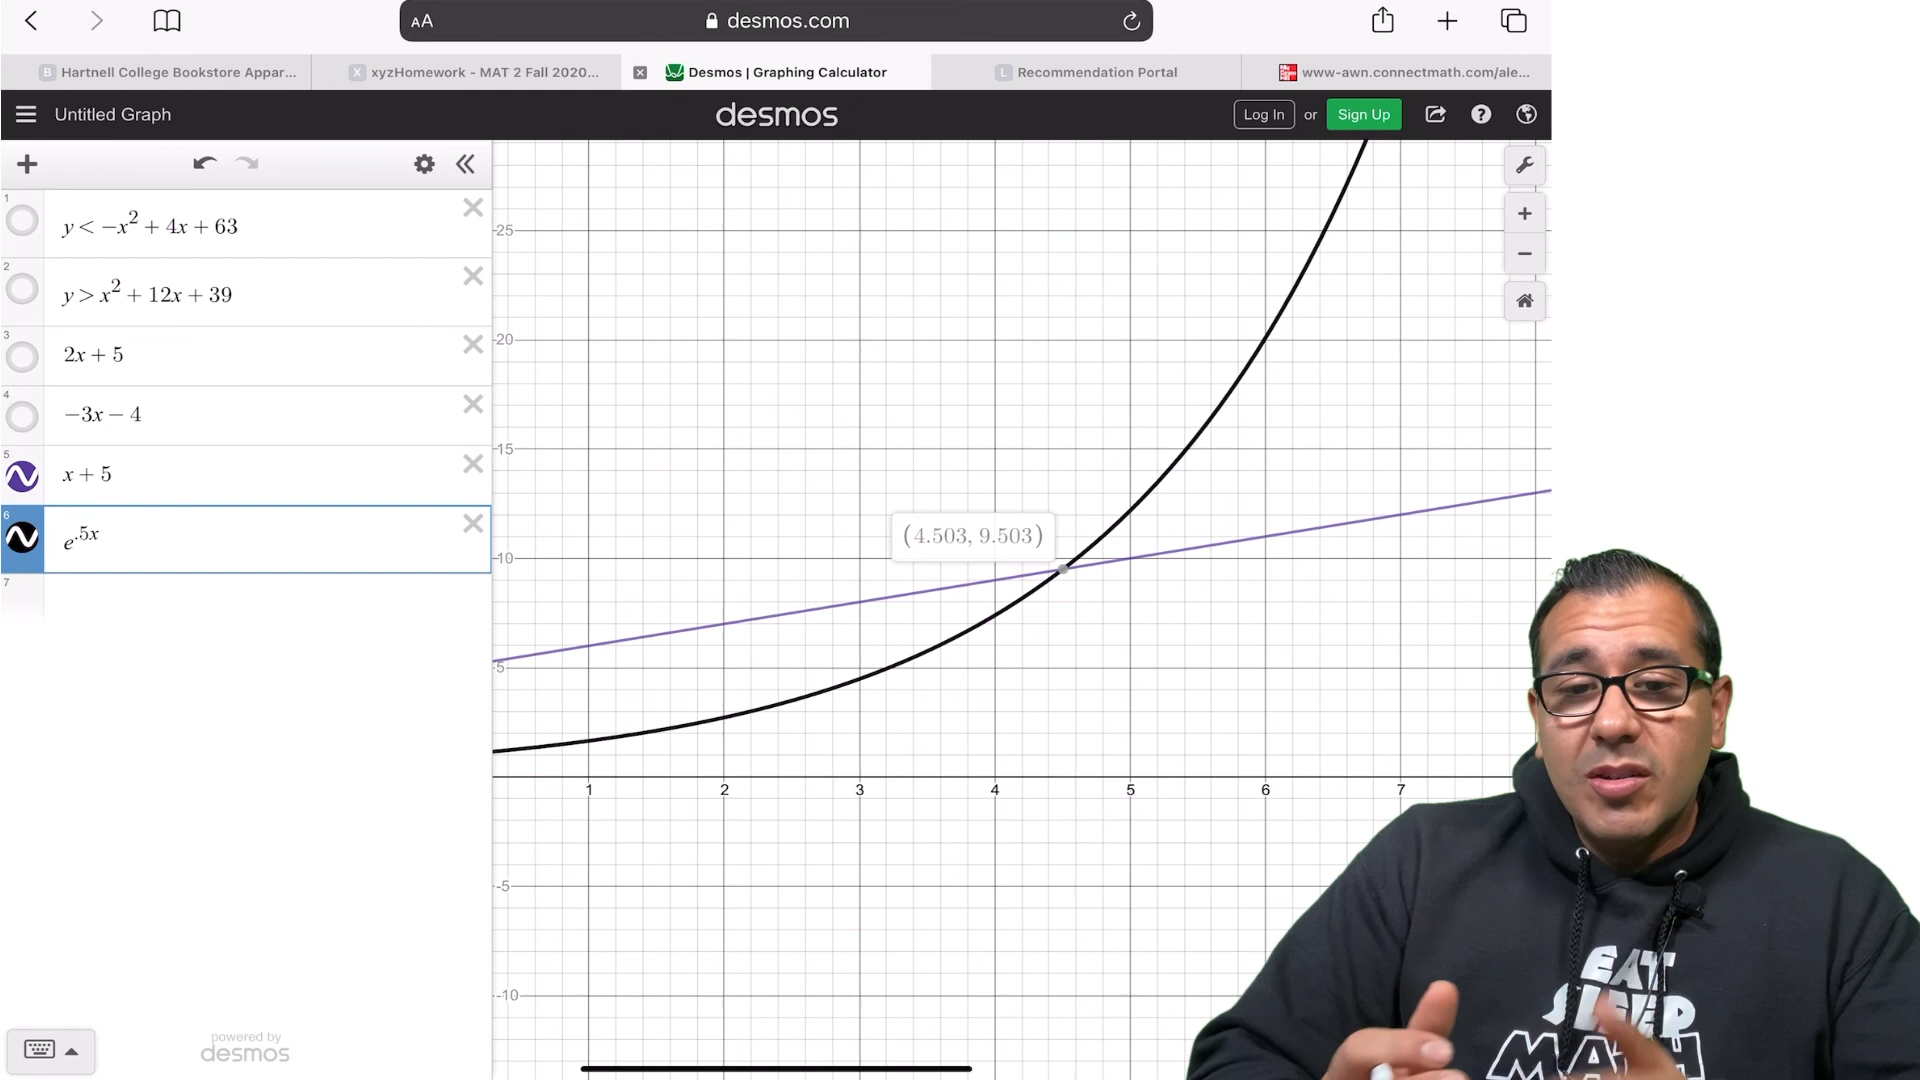 AA
desmos.com
B Hartnell College Bookstore Appar...
X xyzHomework - MAT 2 Fall 2020...
Desmos | Graphing Calculator
L Recommendation Portal
www-awn.connectmath.com/ale...
Untitled Graph
desmos
Log In or Sign Up
1
y < −x² + 4x + 63
2
y > x² + 12x + 39
3
2x + 5
4
−3x − 4
5
x + 5
6
e^.5x
7
25
20
15
10
5
-5
-10
1 2 3 4 5 6 7
(4.503, 9.503)
powered by
desmos
EAT
SLEEP
MATH